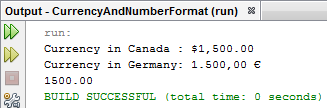 Output - CurrencyAndNumberFormat (run)
run:
Currency in Canada : $1,500.00
Currency in Germany: 1.500,00 €
1500.00
BUILD SUCCESSFUL (total time: 0 seconds)